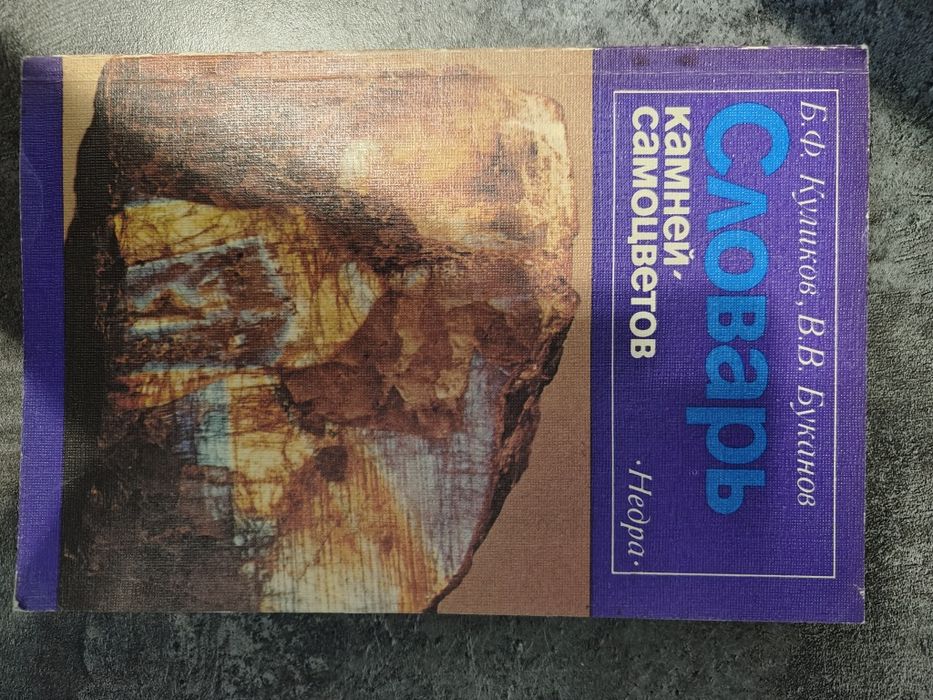 Б.Ф. Куликов, В.В. Буканов
Словарь
камней-
самоцветов
·Недра·